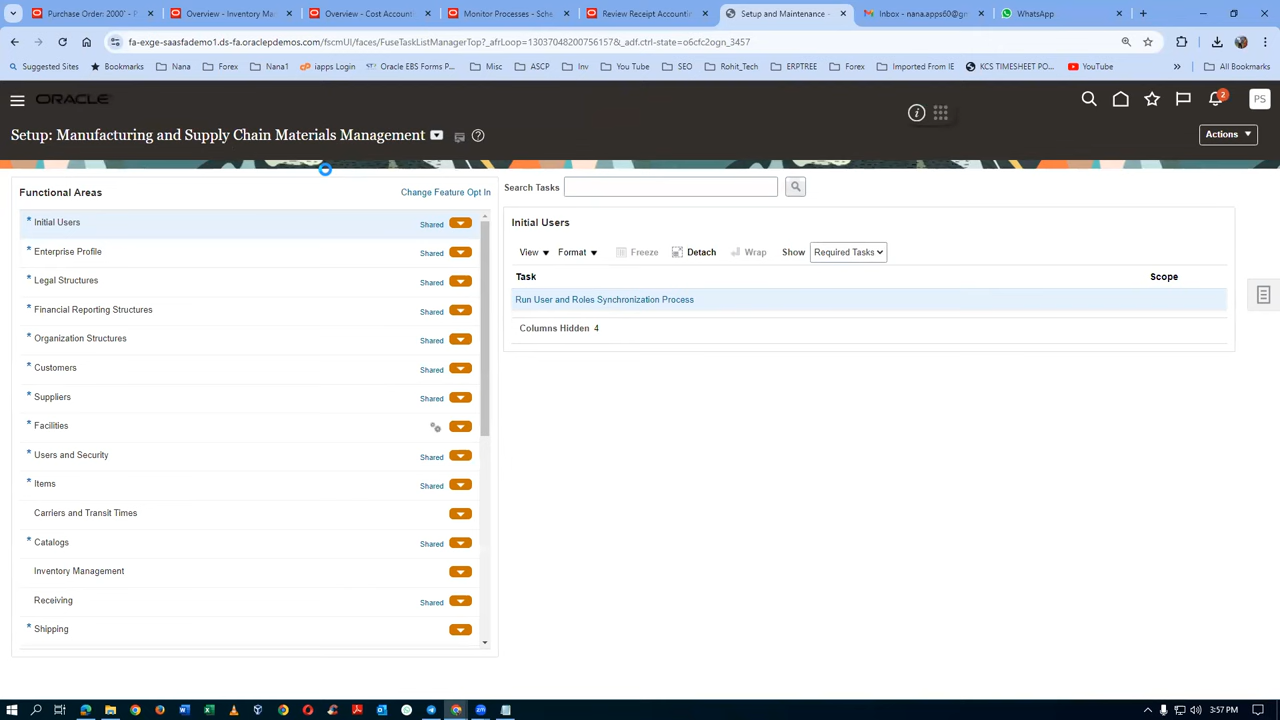 Purchase Order: 2000" - P
Overview - Inventory Manage
Overview - Cost Accounting
Monitor Processes - Schedu
Review Receipt Accounting
Setup and Maintenance -
Inbox - nana.apps60@gm
WhatsApp
fa-exge-saasfademo1.ds-fa.oraclepdemos.com/fscmUI/faces/FuseTaskListManagerTop?_afrLoop=13037048200756157&_adf.ctrl-state=o6cfc2ogn_3457
Suggested Sites
Bookmarks
Nana
Forex
Nana1
iapps Login
Oracle EBS Forms P...
Misc
ASCP
Inv
You Tube
SEO
Rohit_Tech
ERPTREE
Forex
Imported From IE
KCS TIMESHEET PO...
YouTube
»
All Bookmarks
ORACLE
2
PS
Setup: Manufacturing and Supply Chain Materials Management
Actions
Functional Areas
Change Feature Opt In
Search Tasks
* Initial Users Shared
* Enterprise Profile Shared
* Legal Structures Shared
* Financial Reporting Structures Shared
* Organization Structures Shared
* Customers Shared
* Suppliers Shared
* Facilities
* Users and Security Shared
* Items Shared
Carriers and Transit Times
* Catalogs Shared
Inventory Management
Receiving Shared
* Shipping
Initial Users
View Format Freeze Detach Wrap Show Required Tasks
Task Scope
Run User and Roles Synchronization Process
Columns Hidden 4
3:57 PM